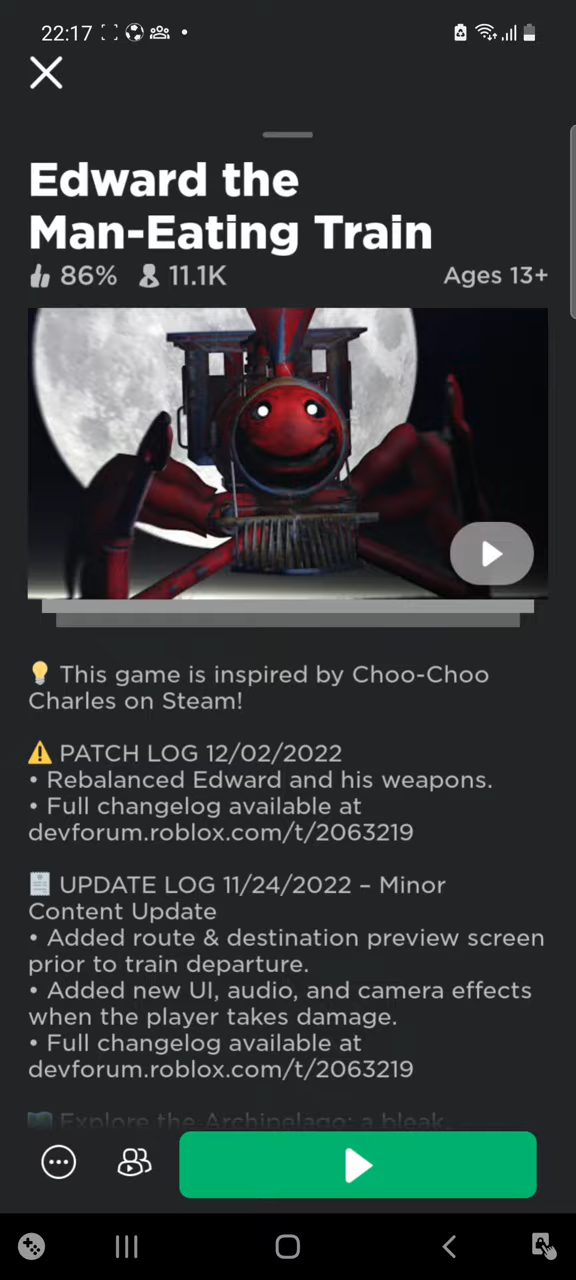 22:17
Edward the
Man-Eating Train
86% 11.1K Ages 13+
This game is inspired by Choo-Choo
Charles on Steam!
PATCH LOG 12/02/2022
• Rebalanced Edward and his weapons.
• Full changelog available at
devforum.roblox.com/t/2063219
UPDATE LOG 11/24/2022 – Minor
Content Update
• Added route & destination preview screen
prior to train departure.
• Added new UI, audio, and camera effects
when the player takes damage.
• Full changelog available at
devforum.roblox.com/t/2063219
Explore the Archipelago: a bleak,